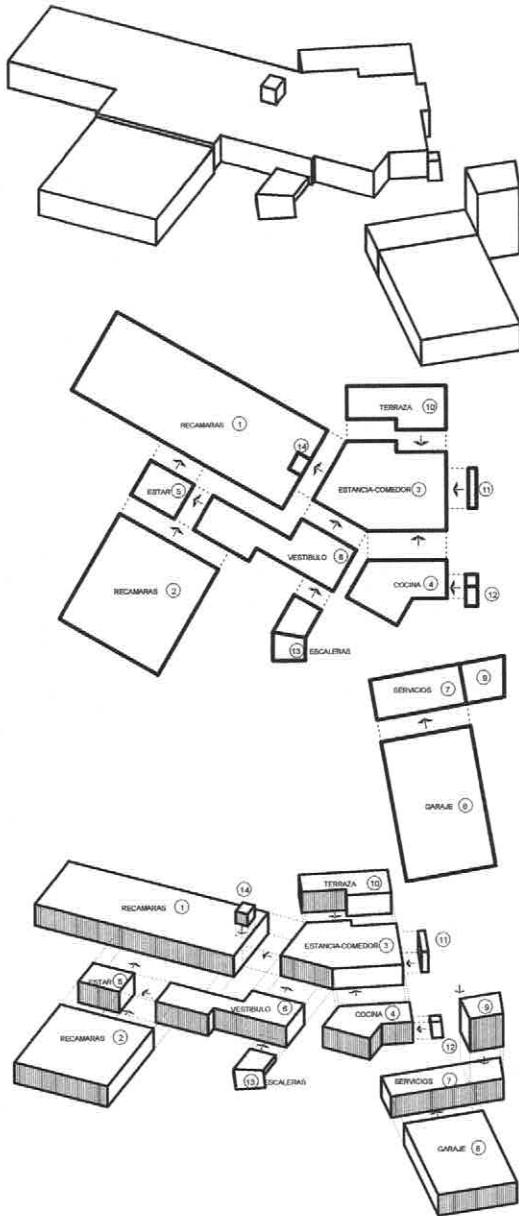 TERRAZA 10
RECAMARAS 1
14
ESTANCIA-COMEDOR 3
11
ESTAR 5
VESTIBULO 6
COCINA 4
12
RECAMARAS 2
13 ESCALERAS
SERVICIOS 7
9
GARAJE 8
14
TERRAZA 10
RECAMARAS 1
ESTANCIA-COMEDOR 3
11
ESTAR 5
VESTIBULO 6
COCINA 4
9
12
RECAMARAS 2
13 ESCALERAS
SERVICIOS 7
GARAJE 8